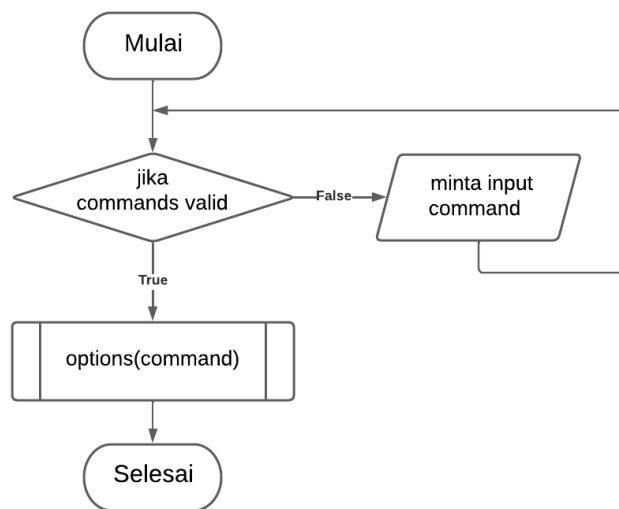 Mulai
jika
commands valid
False
minta input
command
True
options(command)
Selesai